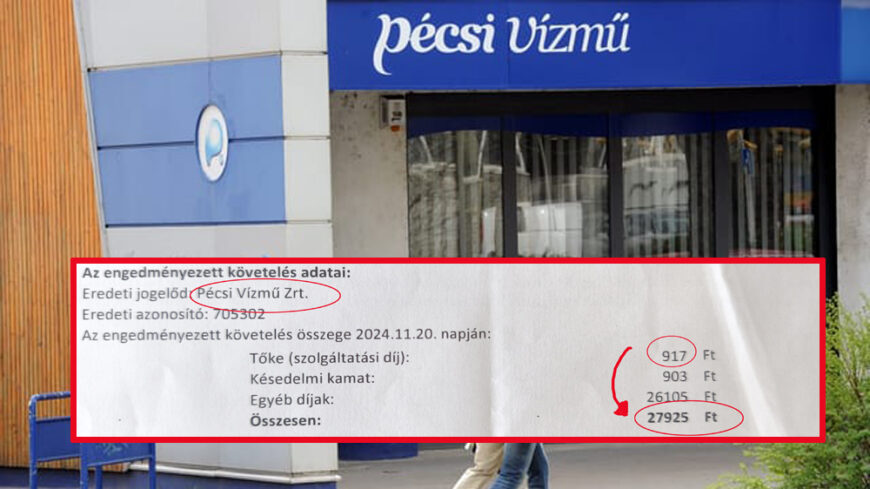 pécsi Vízmű
Az engedményezett követelés adatai:
Eredeti jogelőd: Pécsi Vízmű Zrt.
Eredeti azonosító: 705302
Az engedményezett követelés összege 2024.11.20. napján:
Tőke (szolgáltatási díj): 917 Ft
Késedelmi kamat: 903 Ft
Egyéb díjak: 26105 Ft
Összesen: 27925 Ft